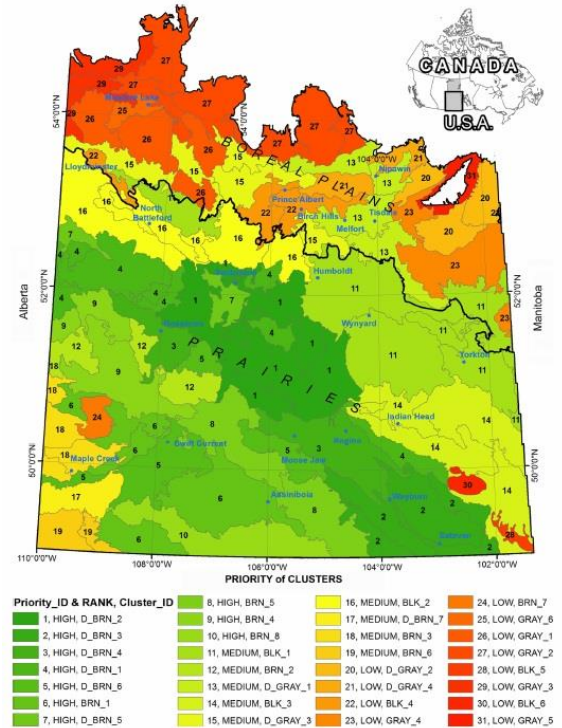 CANADA
U.S.A.
54°0'0"N
54°0'0"N
104°0'0"W
BOREAL PLAINS
Meadow Lake
Lloydminster
Nipawin
Prince Albert
Birch Hills
Tisdale
Melfort
North
Battleford
Humboldt
52°0'0"N
52°0'0"N
Alberta
Manitoba
Wynyard
Yorkton
PRAIRIES
Indian Head
Regina
Swift Current
Moose Jaw
Maple Creek
50°0'0"N
50°0'0"N
Assiniboia
Weyburn
Estevan
110°0'0"W
108°0'0"W
106°0'0"W
104°0'0"W
102°0'0"W
PRIORITY of CLUSTERS
Priority_ID & RANK, Cluster_ID
1, HIGH, D_BRN_2
2, HIGH, D_BRN_3
3, HIGH, D_BRN_4
4, HIGH, D_BRN_1
5, HIGH, D_BRN_6
6, HIGH, BRN_1
7, HIGH, D_BRN_5
8, HIGH, BRN_5
9, HIGH, BRN_4
10, HIGH, BRN_8
11, MEDIUM, BLK_1
12, MEDIUM, BRN_2
13, MEDIUM, D_GRAY_1
14, MEDIUM, BLK_3
15, MEDIUM, D_GRAY_3
16, MEDIUM, BLK_2
17, MEDIUM, D_BRN_7
18, MEDIUM, BRN_3
19, MEDIUM, BRN_6
20, LOW, D_GRAY_2
21, LOW, D_GRAY_4
22, LOW, BLK_4
23, LOW, GRAY_4
24, LOW, BRN_7
25, LOW, GRAY_6
26, LOW, GRAY_1
27, LOW, GRAY_2
28, LOW, BLK_5
29, LOW, GRAY_3
30, LOW, BLK_6
31, LOW, GRAY_5